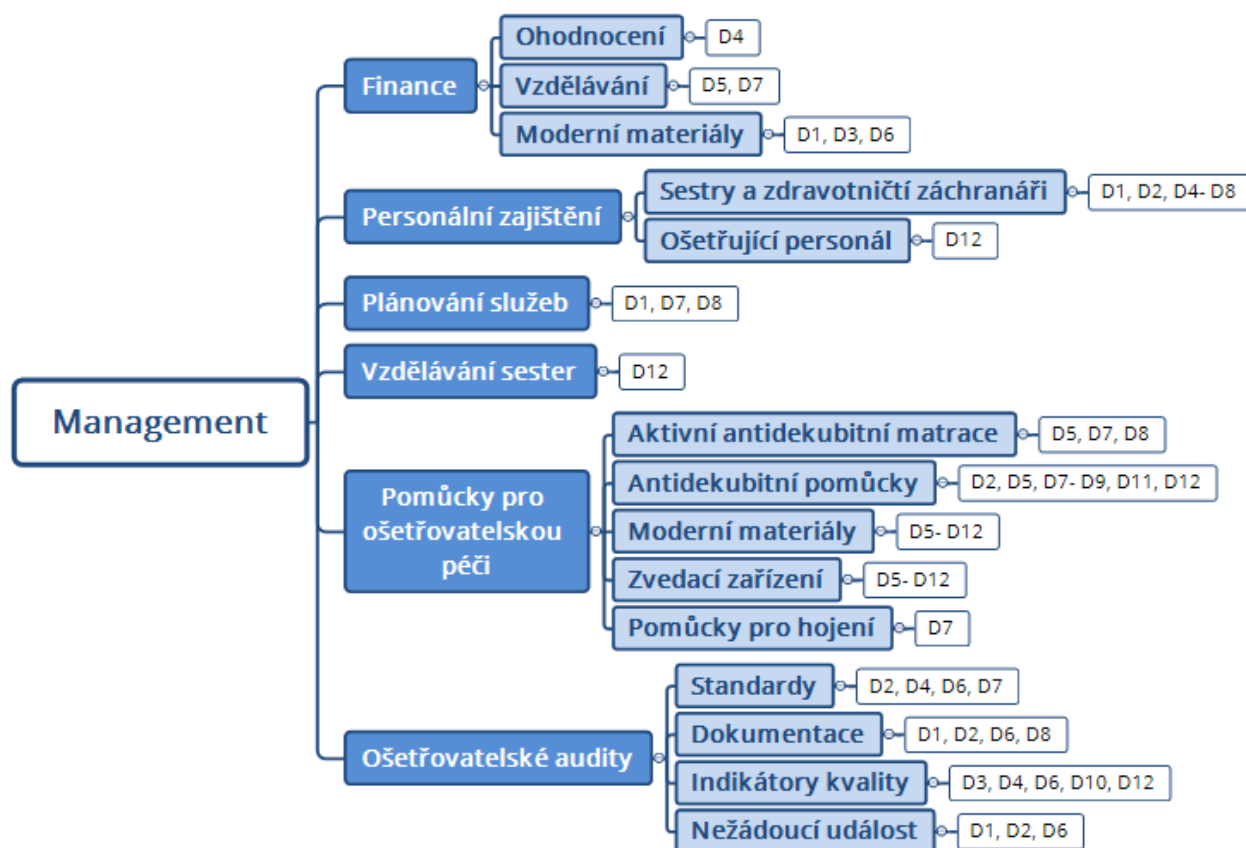 Management
Finance
Ohodnocení
D4
Vzdělávání
D5, D7
Moderní materiály
D1, D3, D6
Personální zajištění
Sestry a zdravotničtí záchranáři
D1, D2, D4- D8
Ošetřující personál
D12
Plánování služeb
D1, D7, D8
Vzdělávání sester
D12
Pomůcky pro
ošetřovatelskou
péči
Aktivní antidekubitní matrace
D5, D7, D8
Antidekubitní pomůcky
D2, D5, D7- D9, D11, D12
Moderní materiály
D5- D12
Zvedací zařízení
D5- D12
Pomůcky pro hojení
D7
Ošetřovatelské audity
Standardy
D2, D4, D6, D7
Dokumentace
D1, D2, D6, D8
Indikátory kvality
D3, D4, D6, D10, D12
Nežádoucí událost
D1, D2, D6